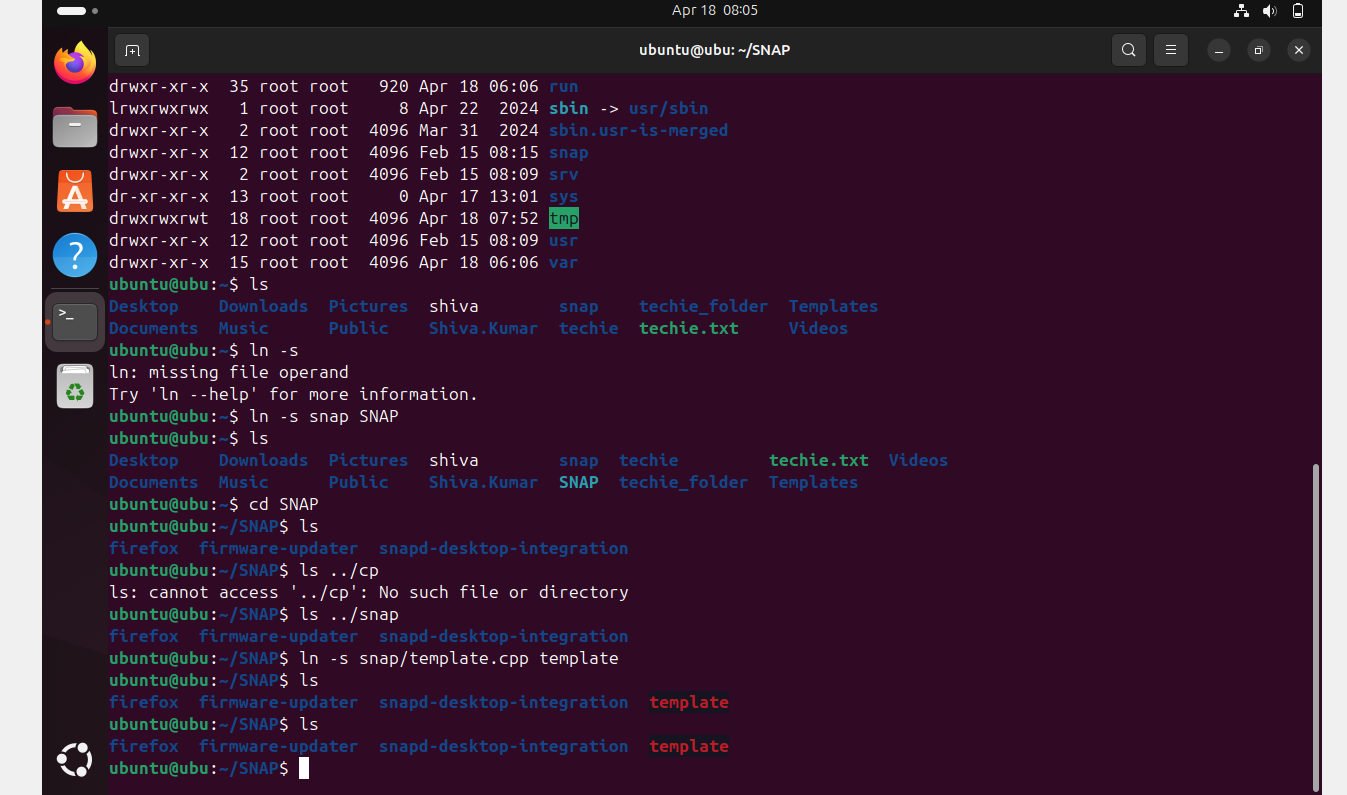 Apr 18 08:05
ubuntu@ubu: ~/SNAP
drwxr-xr-x  35 root root   920 Apr 18 06:06 run
lrwxrwxrwx   1 root root     8 Apr 22  2024 sbin -> usr/sbin
drwxr-xr-x   2 root root  4096 Mar 31  2024 sbin.usr-is-merged
drwxr-xr-x  12 root root  4096 Feb 15 08:15 snap
drwxr-xr-x   2 root root  4096 Feb 15 08:09 srv
dr-xr-xr-x  13 root root     0 Apr 17 13:01 sys
drwxrwxrwt  18 root root  4096 Apr 18 07:52 tmp
drwxr-xr-x  12 root root  4096 Feb 15 08:09 usr
drwxr-xr-x  15 root root  4096 Apr 18 06:06 var
ubuntu@ubu:~$ ls
Desktop    Downloads  Pictures  shiva        snap    techie_folder  Templates
Documents  Music      Public    Shiva.Kumar  techie  techie.txt     Videos
ubuntu@ubu:~$ ln -s
ln: missing file operand
Try 'ln --help' for more information.
ubuntu@ubu:~$ ln -s snap SNAP
ubuntu@ubu:~$ ls
Desktop    Downloads  Pictures  shiva        snap  techie         techie.txt  Videos
Documents  Music      Public    Shiva.Kumar  SNAP  techie_folder  Templates
ubuntu@ubu:~$ cd SNAP
ubuntu@ubu:~/SNAP$ ls
firefox  firmware-updater  snapd-desktop-integration
ubuntu@ubu:~/SNAP$ ls ../cp
ls: cannot access '../cp': No such file or directory
ubuntu@ubu:~/SNAP$ ls ../snap
firefox  firmware-updater  snapd-desktop-integration
ubuntu@ubu:~/SNAP$ ln -s snap/template.cpp template
ubuntu@ubu:~/SNAP$ ls
firefox  firmware-updater  snapd-desktop-integration  template
ubuntu@ubu:~/SNAP$ ls
firefox  firmware-updater  snapd-desktop-integration  template
ubuntu@ubu:~/SNAP$